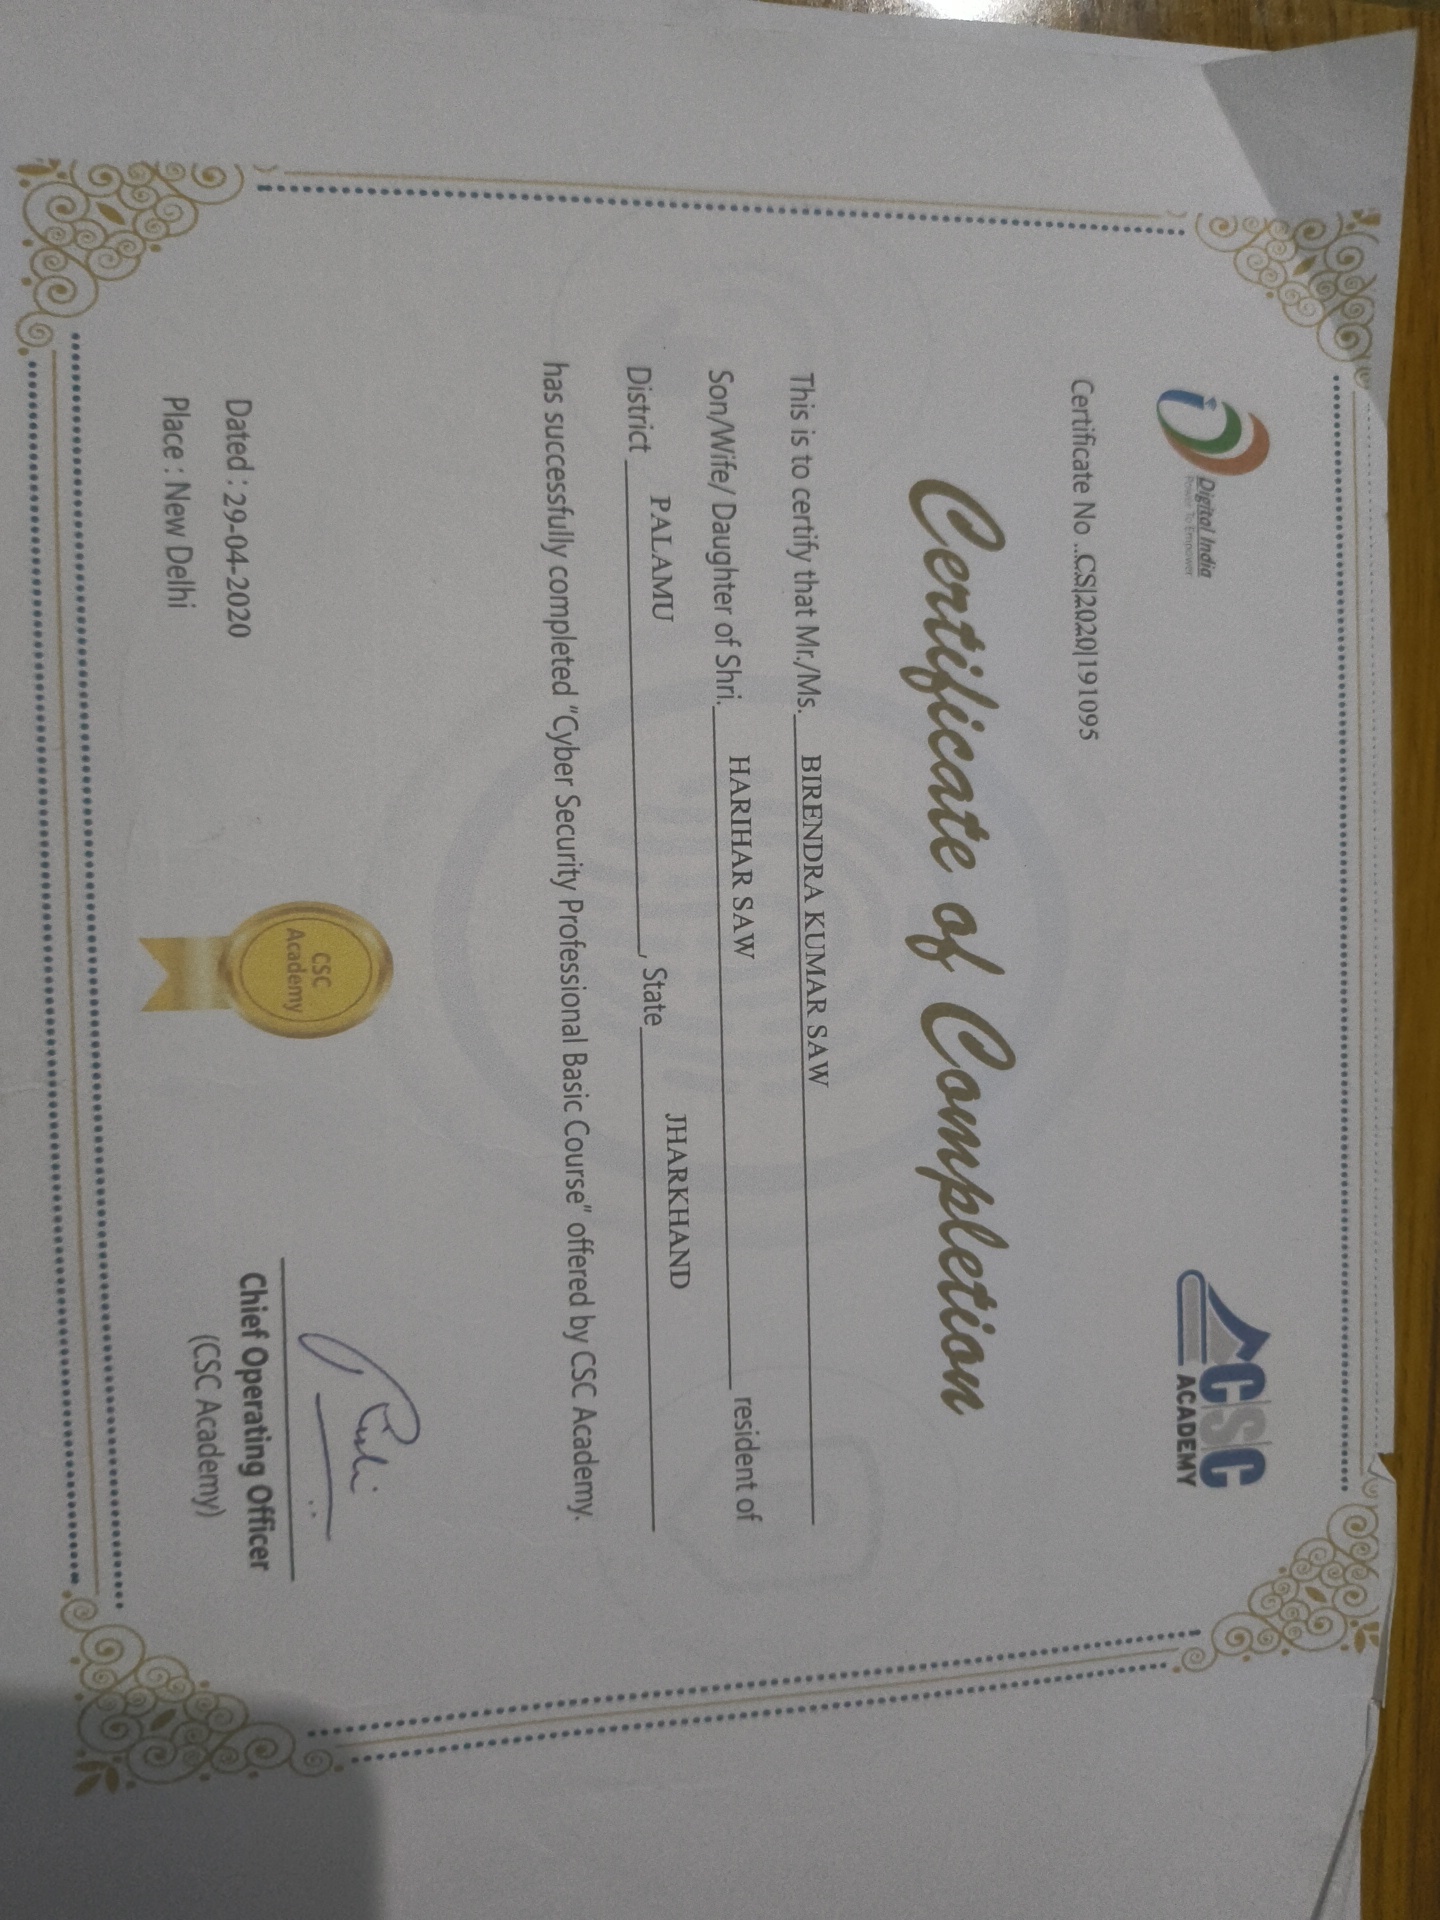 Digital India
Power To Empower
CSC
ACADEMY
Certificate No ...CS|2020|191095
Certificate of Completion
This is to certify that Mr./Ms. BIRENDRA KUMAR SAW
Son/Wife/ Daughter of Shri. HARIHAR SAW resident of
District PALAMU, State JHARKHAND
has successfully completed "Cyber Security Professional Basic Course" offered by CSC Academy.
CSC
Academy
Dated : 29-04-2020
Place : New Delhi
Chief Operating Officer
(CSC Academy)